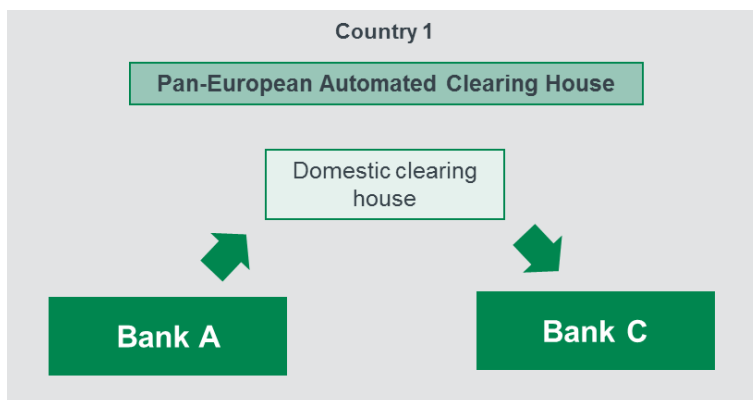 Country 1
Pan-European Automated Clearing House
Domestic clearing
house
Bank A
Bank C